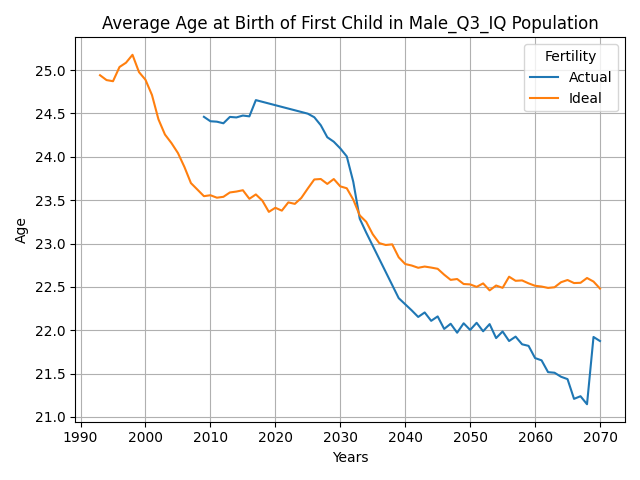 Average Age at Birth of First Child in Male_Q3_IQ Population
Fertility
Actual
Ideal
Age
25.0
24.5
24.0
23.5
23.0
22.5
22.0
21.5
21.0
1990 2000 2010 2020 2030 2040 2050 2060 2070
Years